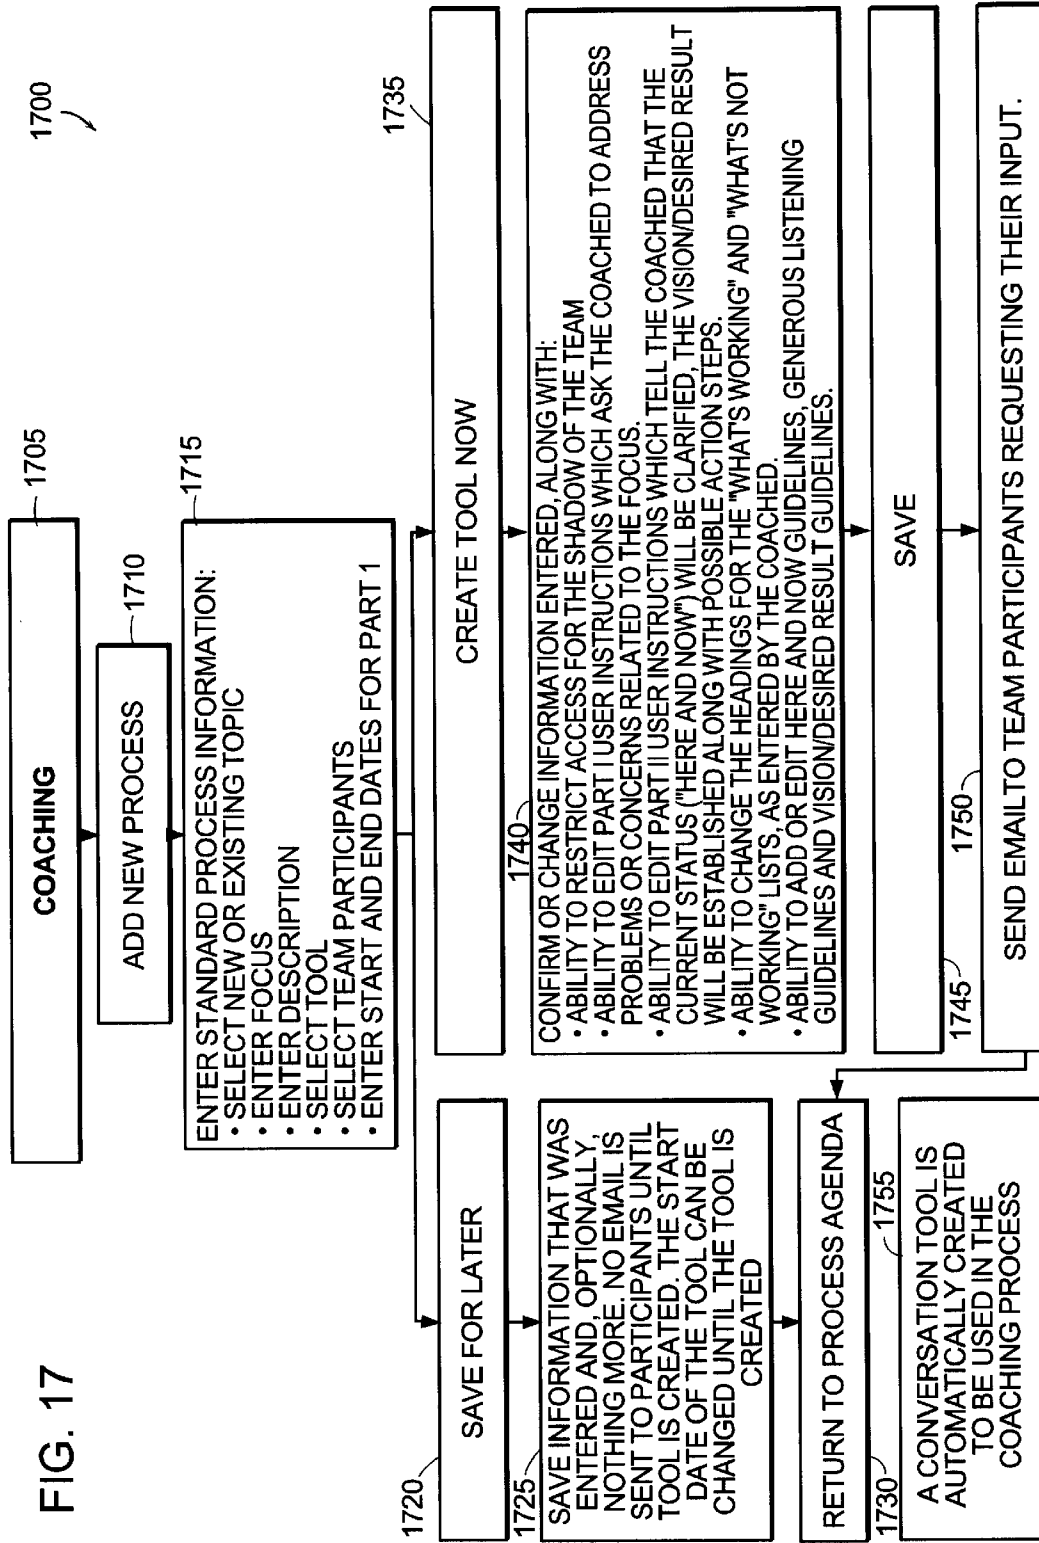 FIG. 17
1700
COACHING
1705
ADD NEW PROCESS
1710
1715
ENTER STANDARD PROCESS INFORMATION:
• SELECT NEW OR EXISTING TOPIC
• ENTER FOCUS
• ENTER DESCRIPTION
• SELECT TOOL
• SELECT TEAM PARTICIPANTS
• ENTER START AND END DATES FOR PART 1
1720
SAVE FOR LATER
1725
SAVE INFORMATION THAT WAS
ENTERED AND, OPTIONALLY,
NOTHING MORE. NO EMAIL IS
SENT TO PARTICIPANTS UNTIL
TOOL IS CREATED. THE START
DATE OF THE TOOL CAN BE
CHANGED UNTIL THE TOOL IS
CREATED
RETURN TO PROCESS AGENDA
1730
1755
A CONVERSATION TOOL IS
AUTOMATICALLY CREATED
TO BE USED IN THE
COACHING PROCESS
1735
CREATE TOOL NOW
1740
CONFIRM OR CHANGE INFORMATION ENTERED, ALONG WITH:
• ABILITY TO RESTRICT ACCESS FOR THE SHADOW OF THE TEAM
• ABILITY TO EDIT PART I USER INSTRUCTIONS WHICH ASK THE COACHED TO ADDRESS
PROBLEMS OR CONCERNS RELATED TO THE FOCUS.
• ABILITY TO EDIT PART II USER INSTRUCTIONS WHICH TELL THE COACHED THAT THE
CURRENT STATUS ("HERE AND NOW") WILL BE CLARIFIED, THE VISION/DESIRED RESULT
WILL BE ESTABLISHED ALONG WITH POSSIBLE ACTION STEPS.
• ABILITY TO CHANGE THE HEADINGS FOR THE "WHAT'S WORKING" AND "WHAT'S NOT
WORKING" LISTS, AS ENTERED BY THE COACHED.
• ABILITY TO ADD OR EDIT HERE AND NOW GUIDELINES, GENEROUS LISTENING
GUIDELINES AND VISION/DESIRED RESULT GUIDELINES.
SAVE
1745
1750
SEND EMAIL TO TEAM PARTICIPANTS REQUESTING THEIR INPUT.